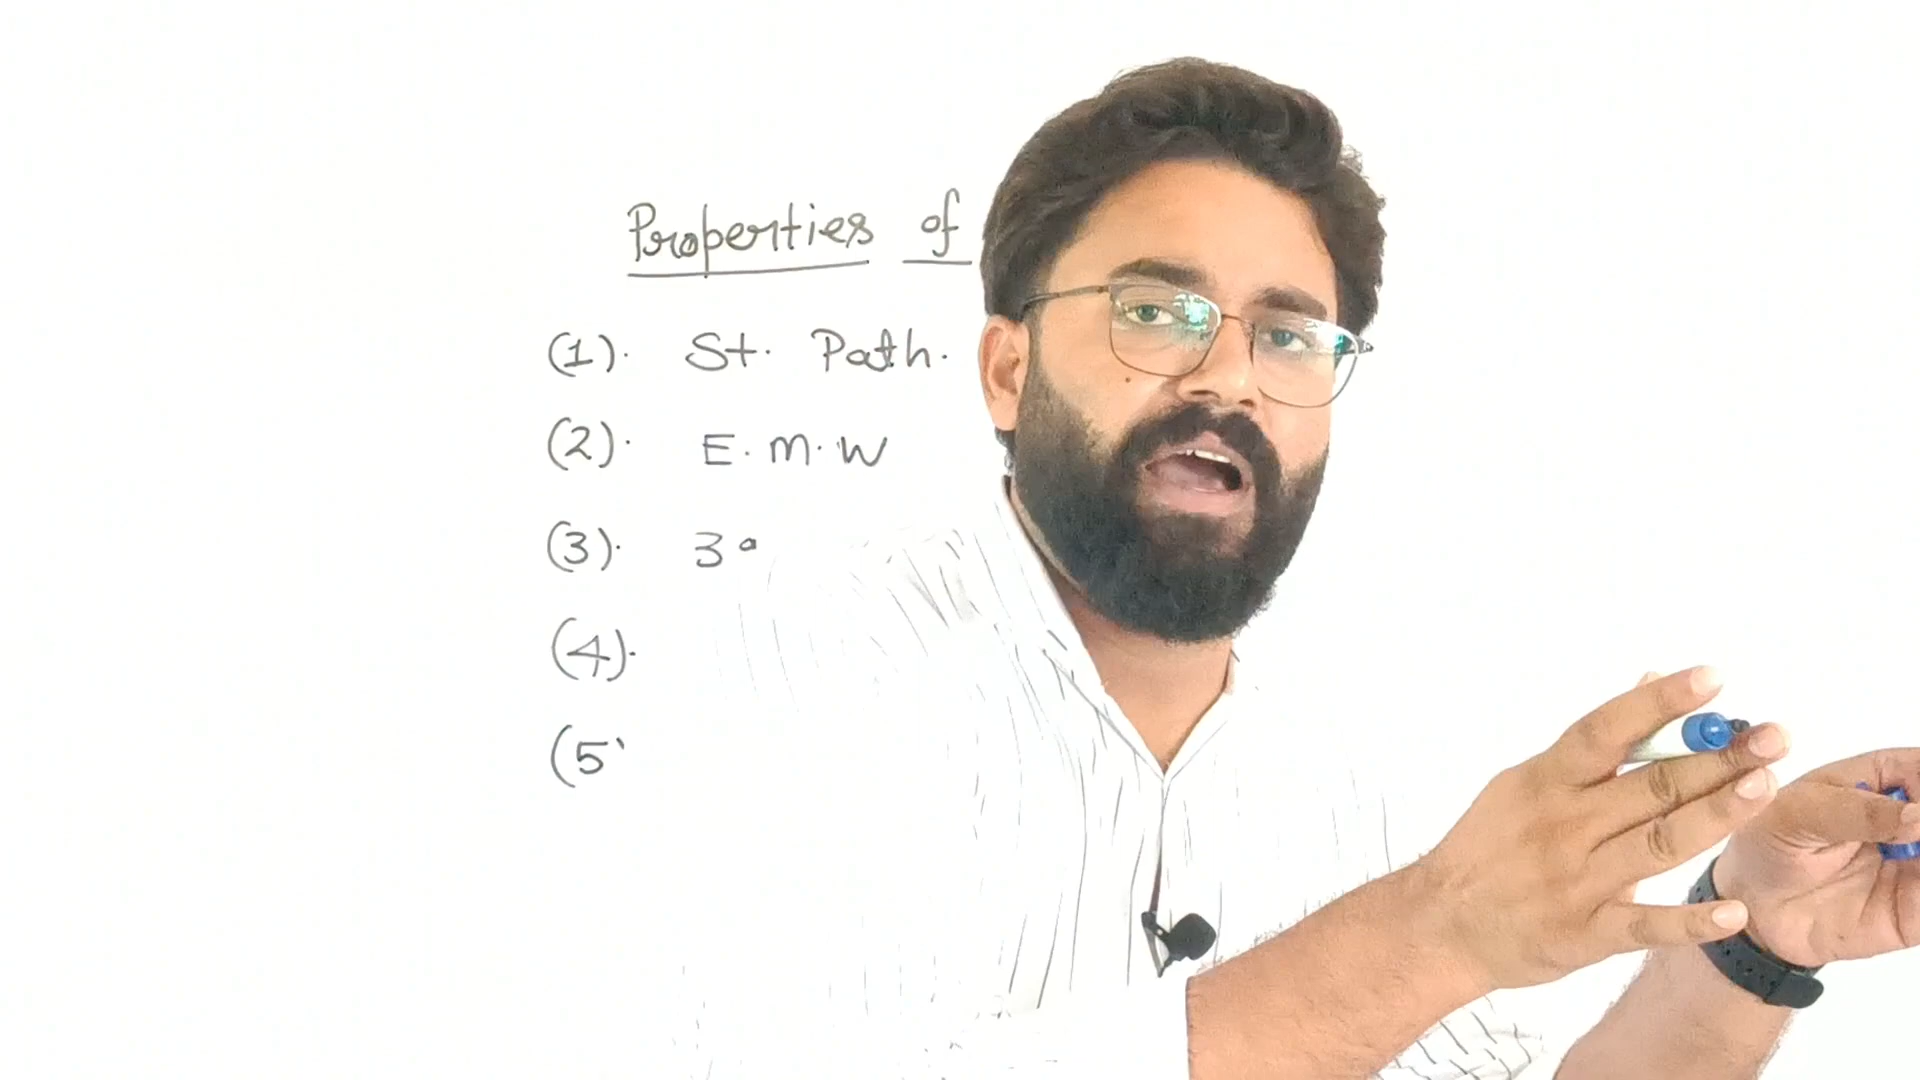 Properties of
(1). St. Path.
(2). E. M. W
(3). 3
(4).
(5